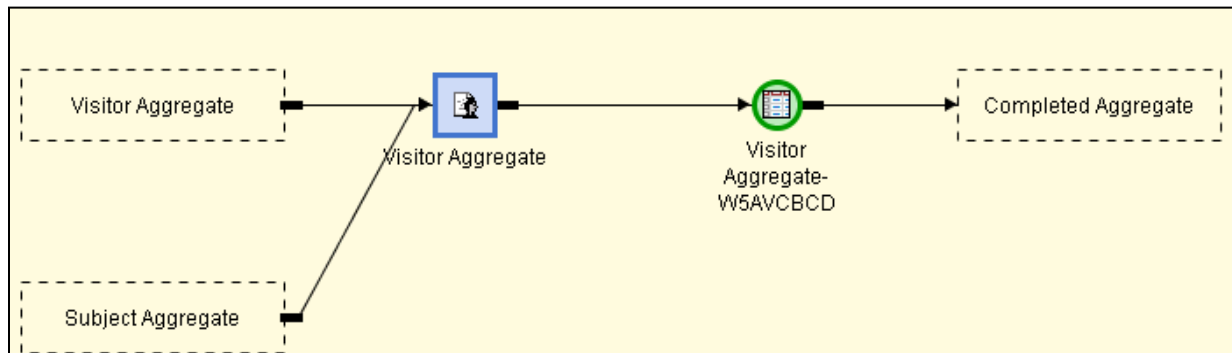 Visitor Aggregate
Completed Aggregate
Visitor Aggregate
Visitor
Aggregate-
W5AVCBCD
Subject Aggregate